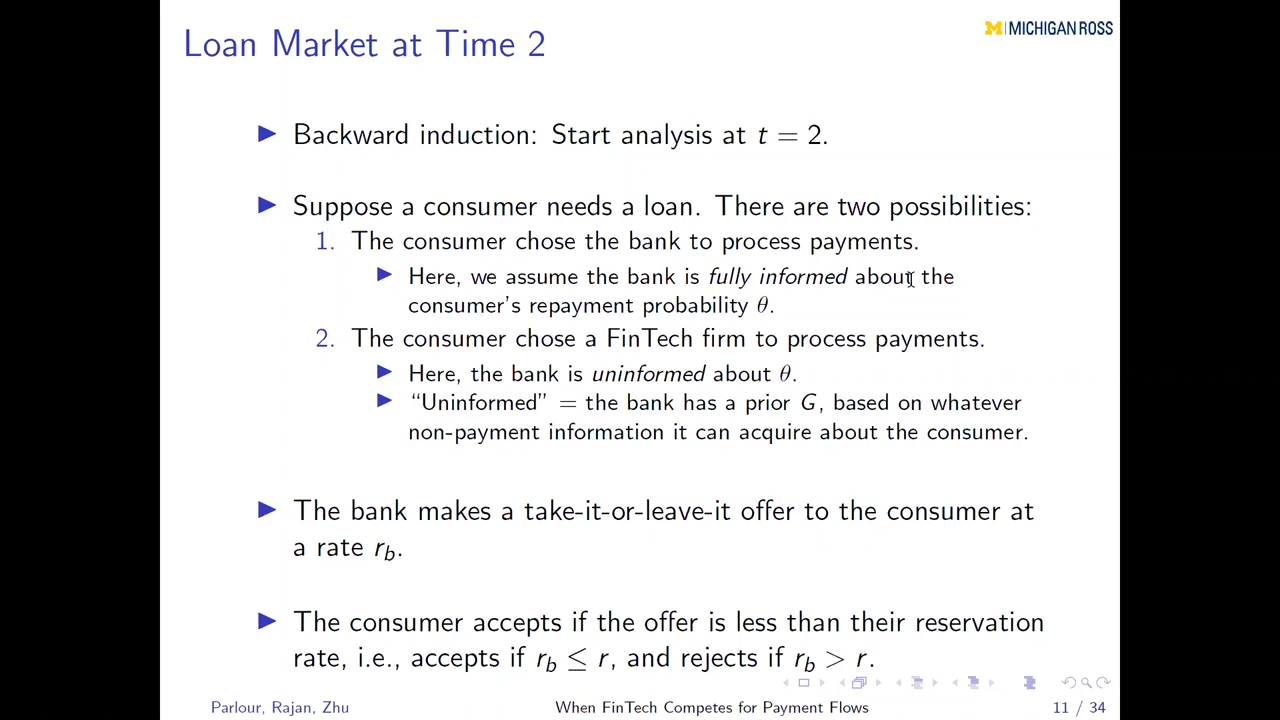 Loan Market at Time 2
M | MICHIGAN ROSS
Backward induction: Start analysis at t = 2.
Suppose a consumer needs a loan. There are two possibilities:
1. The consumer chose the bank to process payments.
Here, we assume the bank is fully informed about the
consumer's repayment probability θ.
2. The consumer chose a FinTech firm to process payments.
Here, the bank is uninformed about θ.
“Uninformed” = the bank has a prior G, based on whatever
non-payment information it can acquire about the consumer.
The bank makes a take-it-or-leave-it offer to the consumer at
a rate r_b.
The consumer accepts if the offer is less than their reservation
rate, i.e., accepts if r_b ≤ r, and rejects if r_b > r.
Parlour, Rajan, Zhu
When FinTech Competes for Payment Flows
11 / 34